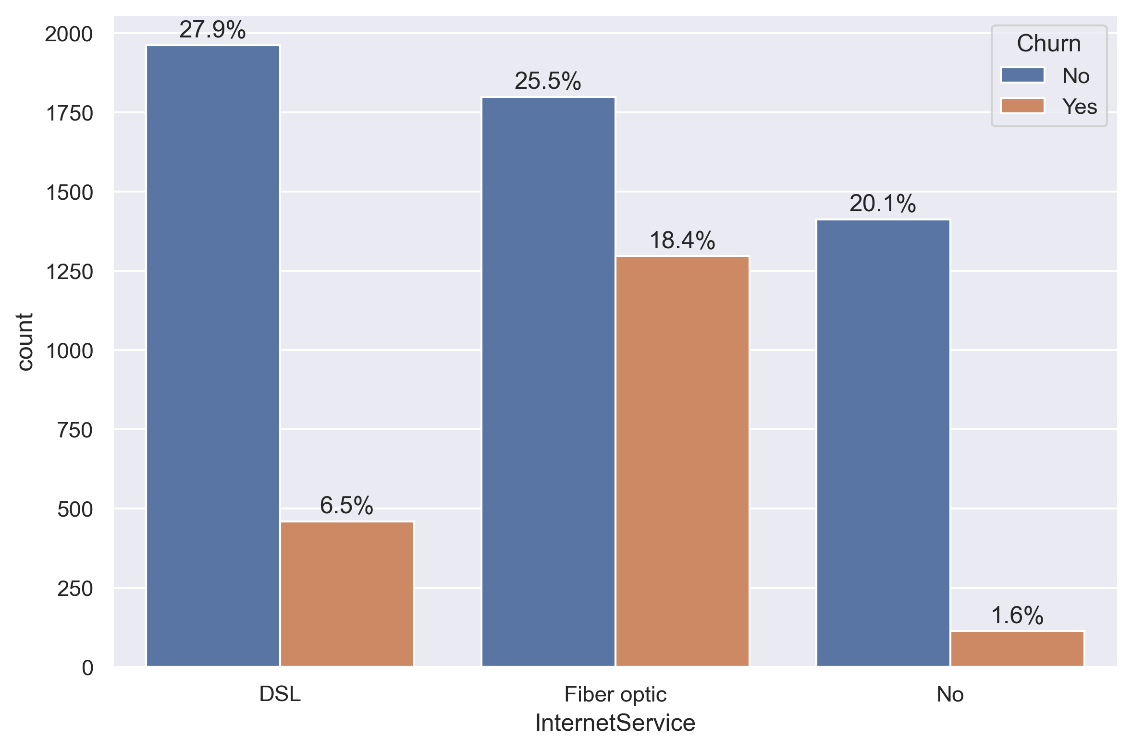 27.9%
25.5%
20.1%
18.4%
6.5%
1.6%
Churn
No
Yes
2000
1750
1500
1250
1000
750
500
250
0
count
DSL
Fiber optic
No
InternetService